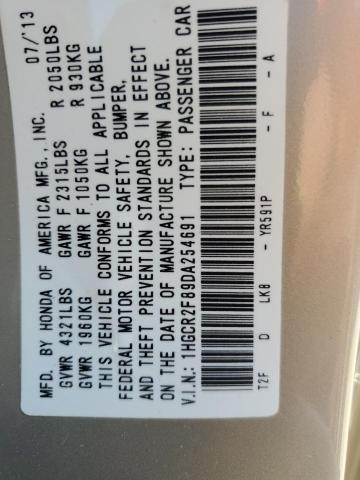 MFD. BY HONDA OF AMERICA MFG., INC. 07/'13
GVWR 4321LBS GAWR F 2315LBS R 2050LBS
GVWR 1960KG GAWR F 1050KG R 930KG
THIS VEHICLE CONFORMS TO ALL APPLICABLE
FEDERAL MOTOR VEHICLE SAFETY, BUMPER,
AND THEFT PREVENTION STANDARDS IN EFFECT
ON THE DATE OF MANUFACTURE SHOWN ABOVE.
V.I.N.: 1HGCR2F89DA254691 TYPE: PASSENGER CAR
T2F D LK8 YR591P -F -A